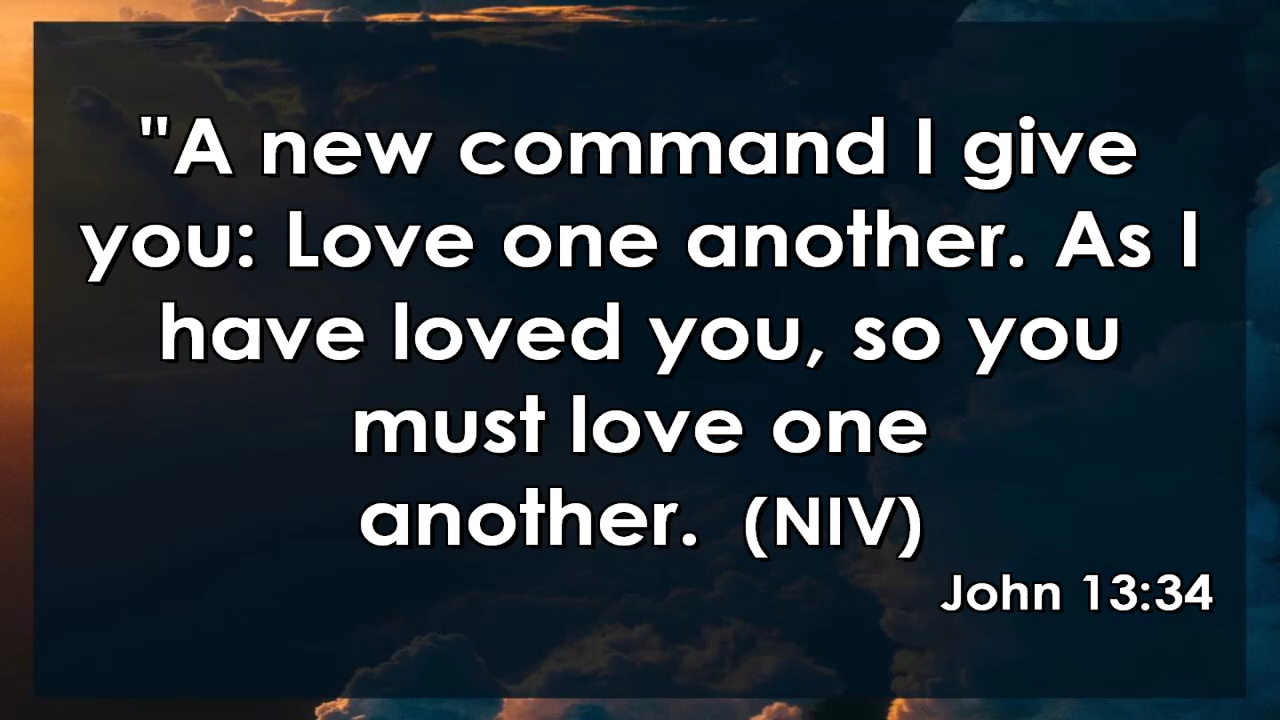 "A new command I give
you: Love one another. As I
have loved you, so you
must love one
another. (NIV)
John 13:34